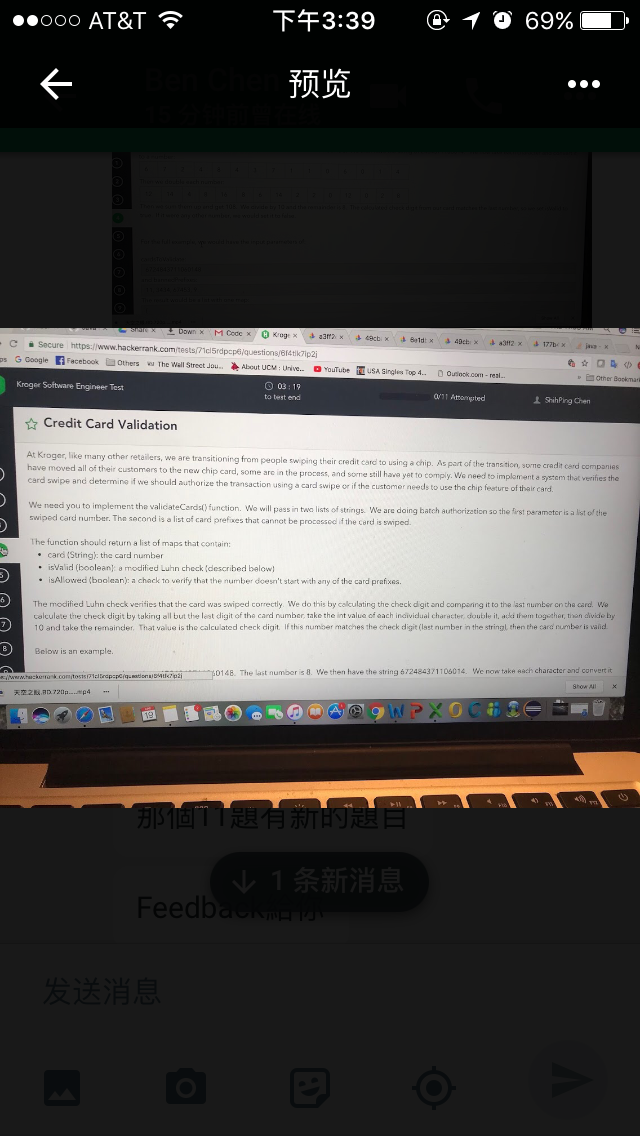 AT&T 下午3:39 69%
预览
Kroge
Secure https://www.hackerrank.com/tests/71cl5rdpcp6/questions/6f4tlk7lp2j
Google Facebook Others The Wall Street Jou... About UCM : Unive... YouTube USA Singles Top 4... Outlook.com - real... Other Bookmar
Kroger Software Engineer Test 03 : 19 to test end 0/11 Attempted ShihPing Chen
Credit Card Validation
At Kroger, like many other retailers, we are transitioning from people swiping their credit card to using a chip. As part of the transition, some credit card companies
have moved all of their customers to the new chip card, some are in the process, and some still have yet to comply. We need to implement a system that verifies the
card swipe and determine if we should authorize the transaction using a card swipe or if the customer needs to use the chip feature of their card.
We need you to implement the validateCards() function. We will pass in two lists of strings. We are doing batch authorization so the first parameter is a list of the
swiped card number. The second is a list of card prefixes that cannot be processed if the card is swiped.
The function should return a list of maps that contain:
• card (String): the card number
• isValid (boolean): a modified Luhn check (described below)
• isAllowed (boolean): a check to verify that the number doesn't start with any of the card prefixes.
The modified Luhn check verifies that the card was swiped correctly. We do this by calculating the check digit and comparing it to the last number on the card. We
calculate the check digit by taking all but the last digit of the card number, take the int value of each individual character, double it, add them together, then divide by
10 and take the remainder. That value is the calculated check digit. If this number matches the check digit (last number in the string), then the card number is valid.
Below is an example.
60148. The last number is 8. We then have the string 672484371106014. We now take each character and convert it
Show All
那個11題有新的題目
1 条新消息
Feedback給你
发送消息